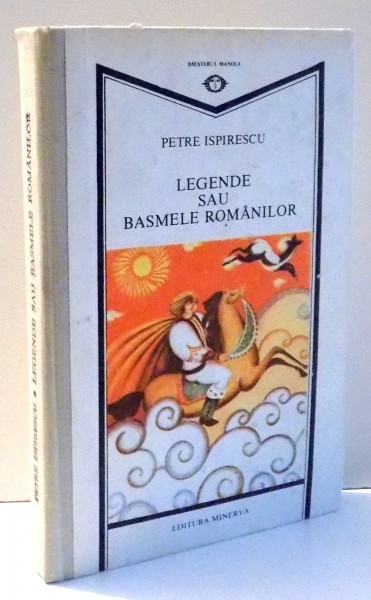 MEȘTERUL MANOLE
PETRE ISPIRESCU
LEGENDE
SAU
BASMELE ROMÂNILOR
EDITURA MINERVA
PETRE ISPIRESCU • LEGENDE SAU BASMELE ROMÂNILOR